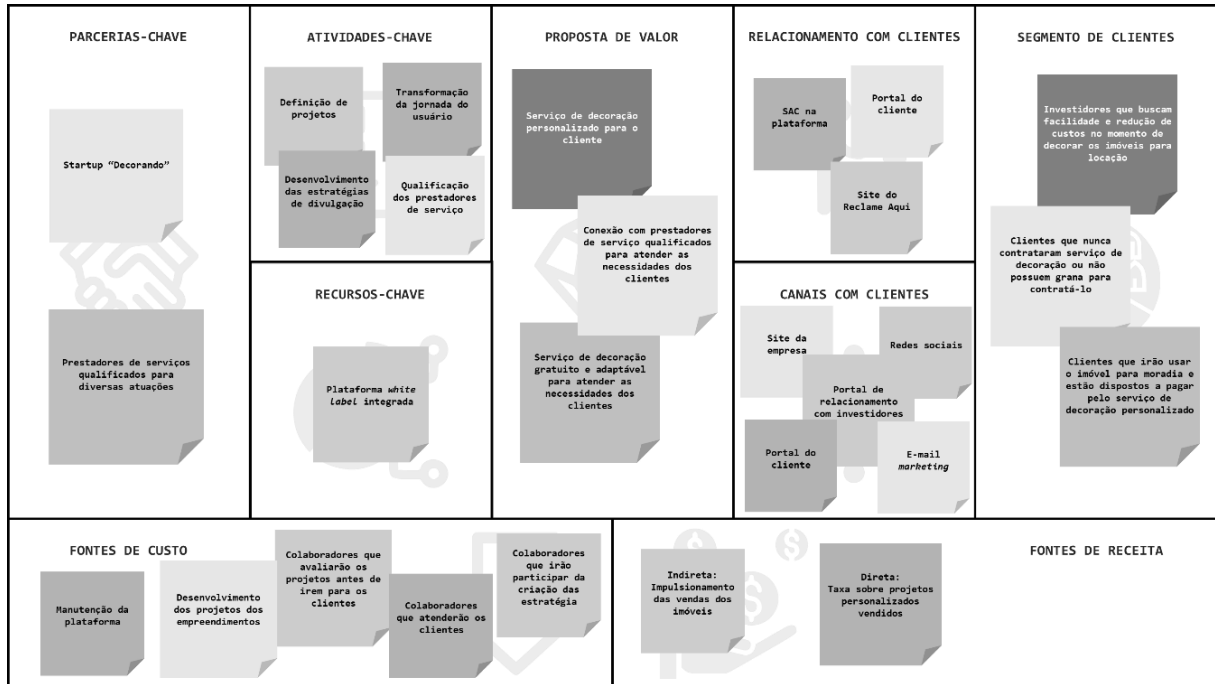 PARCERIAS-CHAVE
Startup “Decorando”
Prestadores de serviços
qualificados para
diversas atuações
ATIVIDADES-CHAVE
Definição de
projetos
Transformação
da jornada do
usuário
Desenvolvimento
das estratégias
de divulgação
Qualificação
dos prestadores
de serviço
RECURSOS-CHAVE
Plataforma white
label integrada
PROPOSTA DE VALOR
Serviço de decoração
personalizado para o
cliente
Conexão com prestadores
de serviço qualificados
para atender as
necessidades dos
clientes
Serviço de decoração
gratuito e adaptável
para atender as
necessidades dos
clientes
RELACIONAMENTO COM CLIENTES
SAC na
plataforma
Portal do
cliente
Site do
Reclame Aqui
CANAIS COM CLIENTES
Site da
empresa
Redes sociais
Portal de
relacionamento
com investidores
Portal do
cliente
E-mail
marketing
SEGMENTO DE CLIENTES
Investidores que buscam
facilidade e redução de
custos no momento de
decorar os imóveis para
locação
Clientes que nunca
contrataram serviço de
decoração ou não
possuem grana para
contratá-lo
Clientes que irão usar
o imóvel para moradia e
estão dispostos a pagar
pelo serviço de
decoração personalizado
FONTES DE CUSTO
Manutenção da
plataforma
Desenvolvimento
dos projetos dos
empreendimentos
Colaboradores que
avaliarão os
projetos antes de
irem para os
clientes
Colaboradores
que atenderão os
clientes
Colaboradores
que irão
participar da
criação das
estratégia
FONTES DE RECEITA
Indireta:
Impulsionamento
das vendas dos
imóveis
Direta:
Taxa sobre projetos
personalizados
vendidos